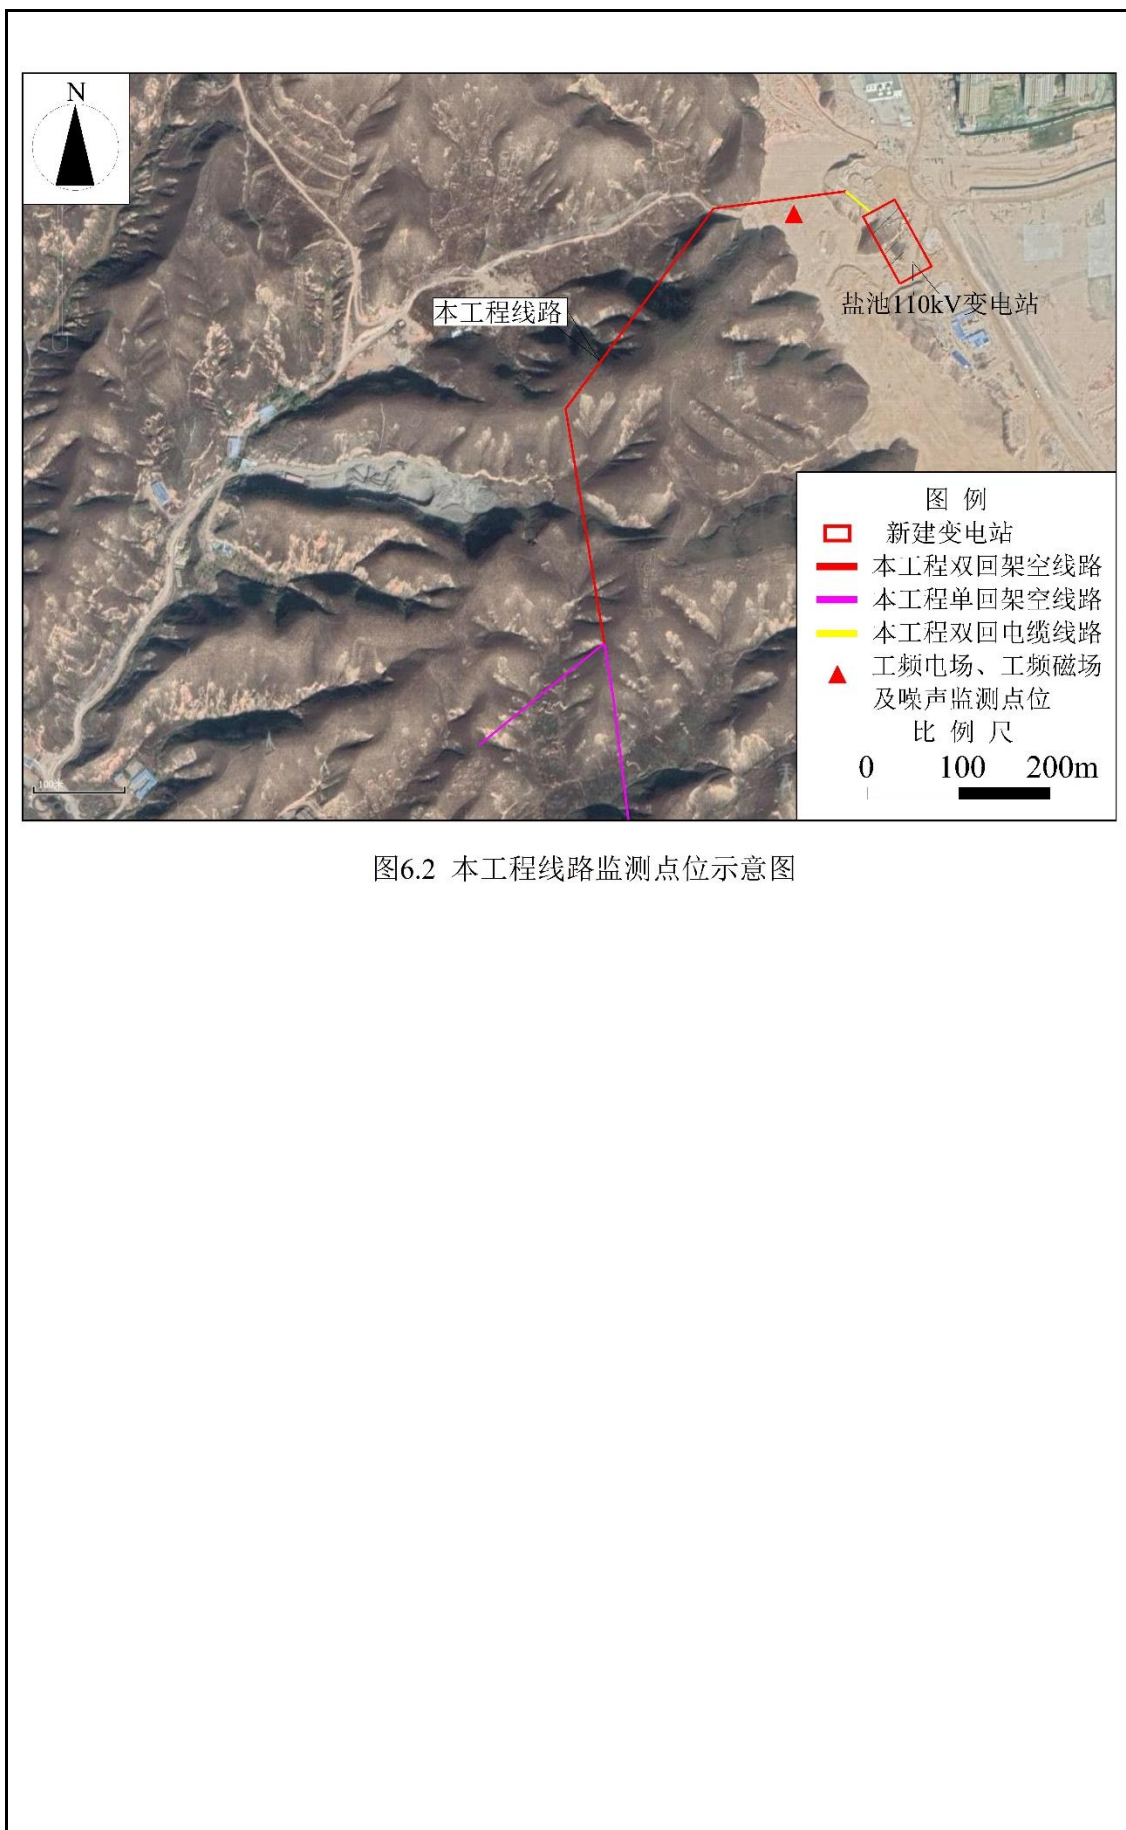 N
本工程线路
盐池110kV变电站
图 例
新建变电站
本工程双回架空线路
本工程单回架空线路
本工程双回电缆线路
工频电场、工频磁场
及噪声监测点位
比 例 尺
0 100 200m
100米
图6.2 本工程线路监测点位示意图